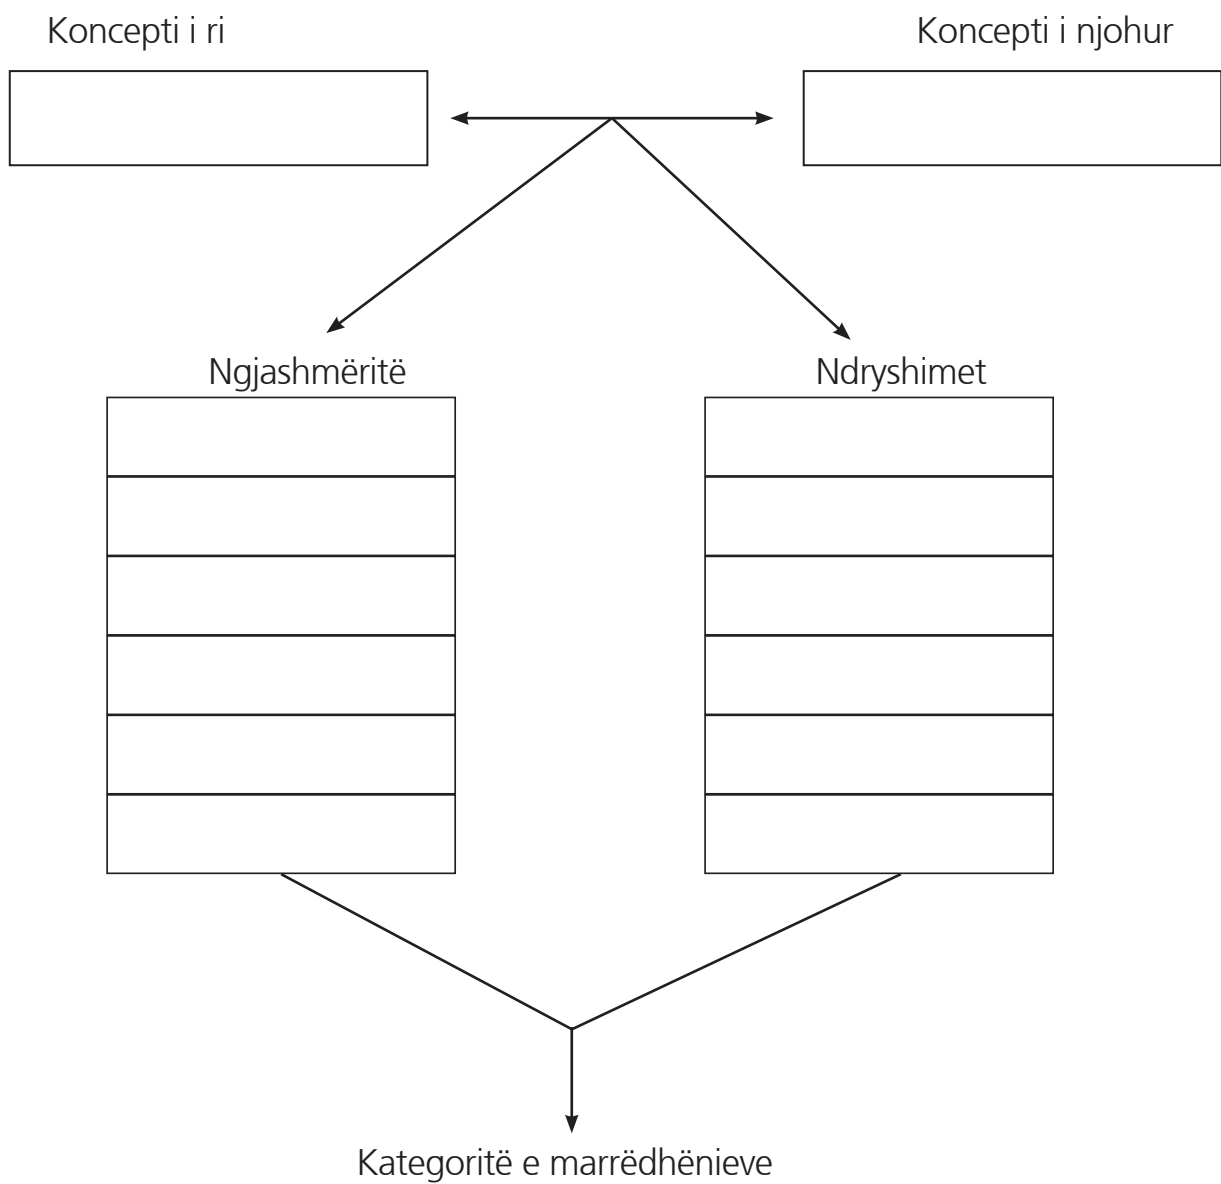 Koncepti i ri
Koncepti i njohur
Ngjashmëritë
Ndryshimet
Kategoritë e marrëdhënieve